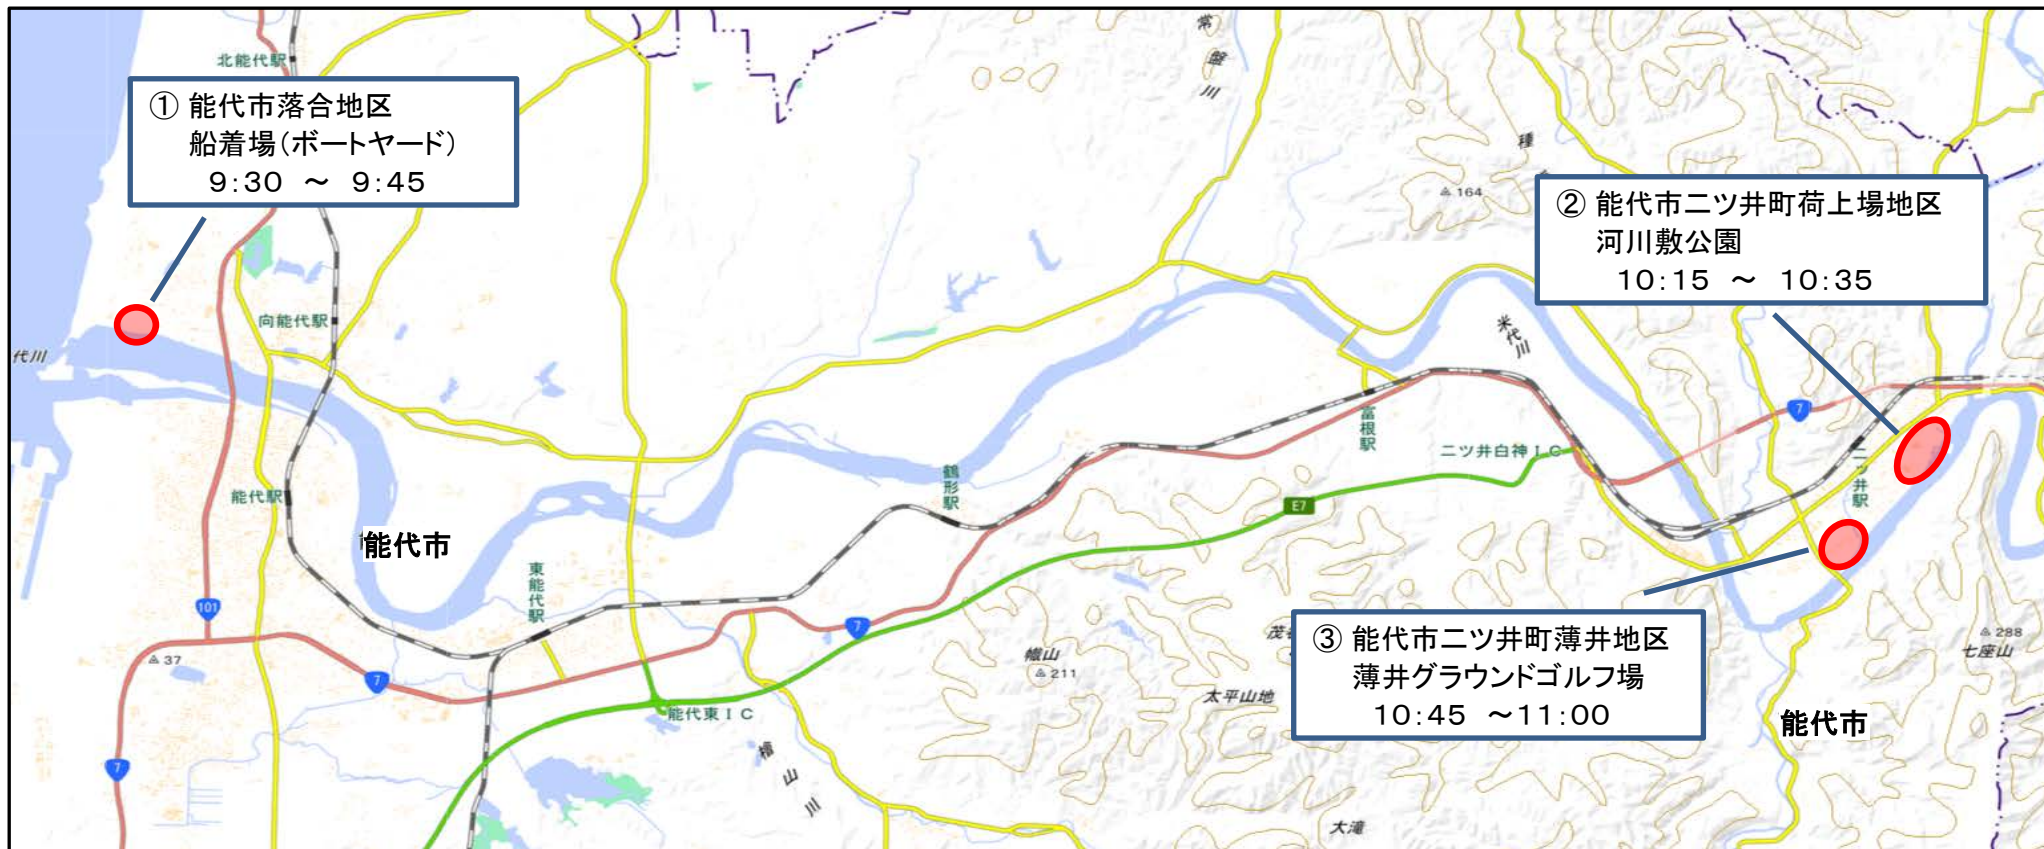 ① 能代市落合地区
船着場(ボートヤード)
9:30 ～ 9:45
② 能代市二ツ井町荷上場地区
河川敷公園
10:15 ～ 10:35
③ 能代市二ツ井町薄井地区
薄井グラウンドゴルフ場
10:45 ～11:00
北能代駅
常盤川
種
164
向能代駅
代川
米代川
7
富根駅
二ツ井白神IC
二ツ井駅
鶴形駅
E7
能代駅
能代市
東能代駅
101
7
37
7
幟山
211
茂
288
七座山
太平山地
能代東IC
能代市
7
檜山川
大滝